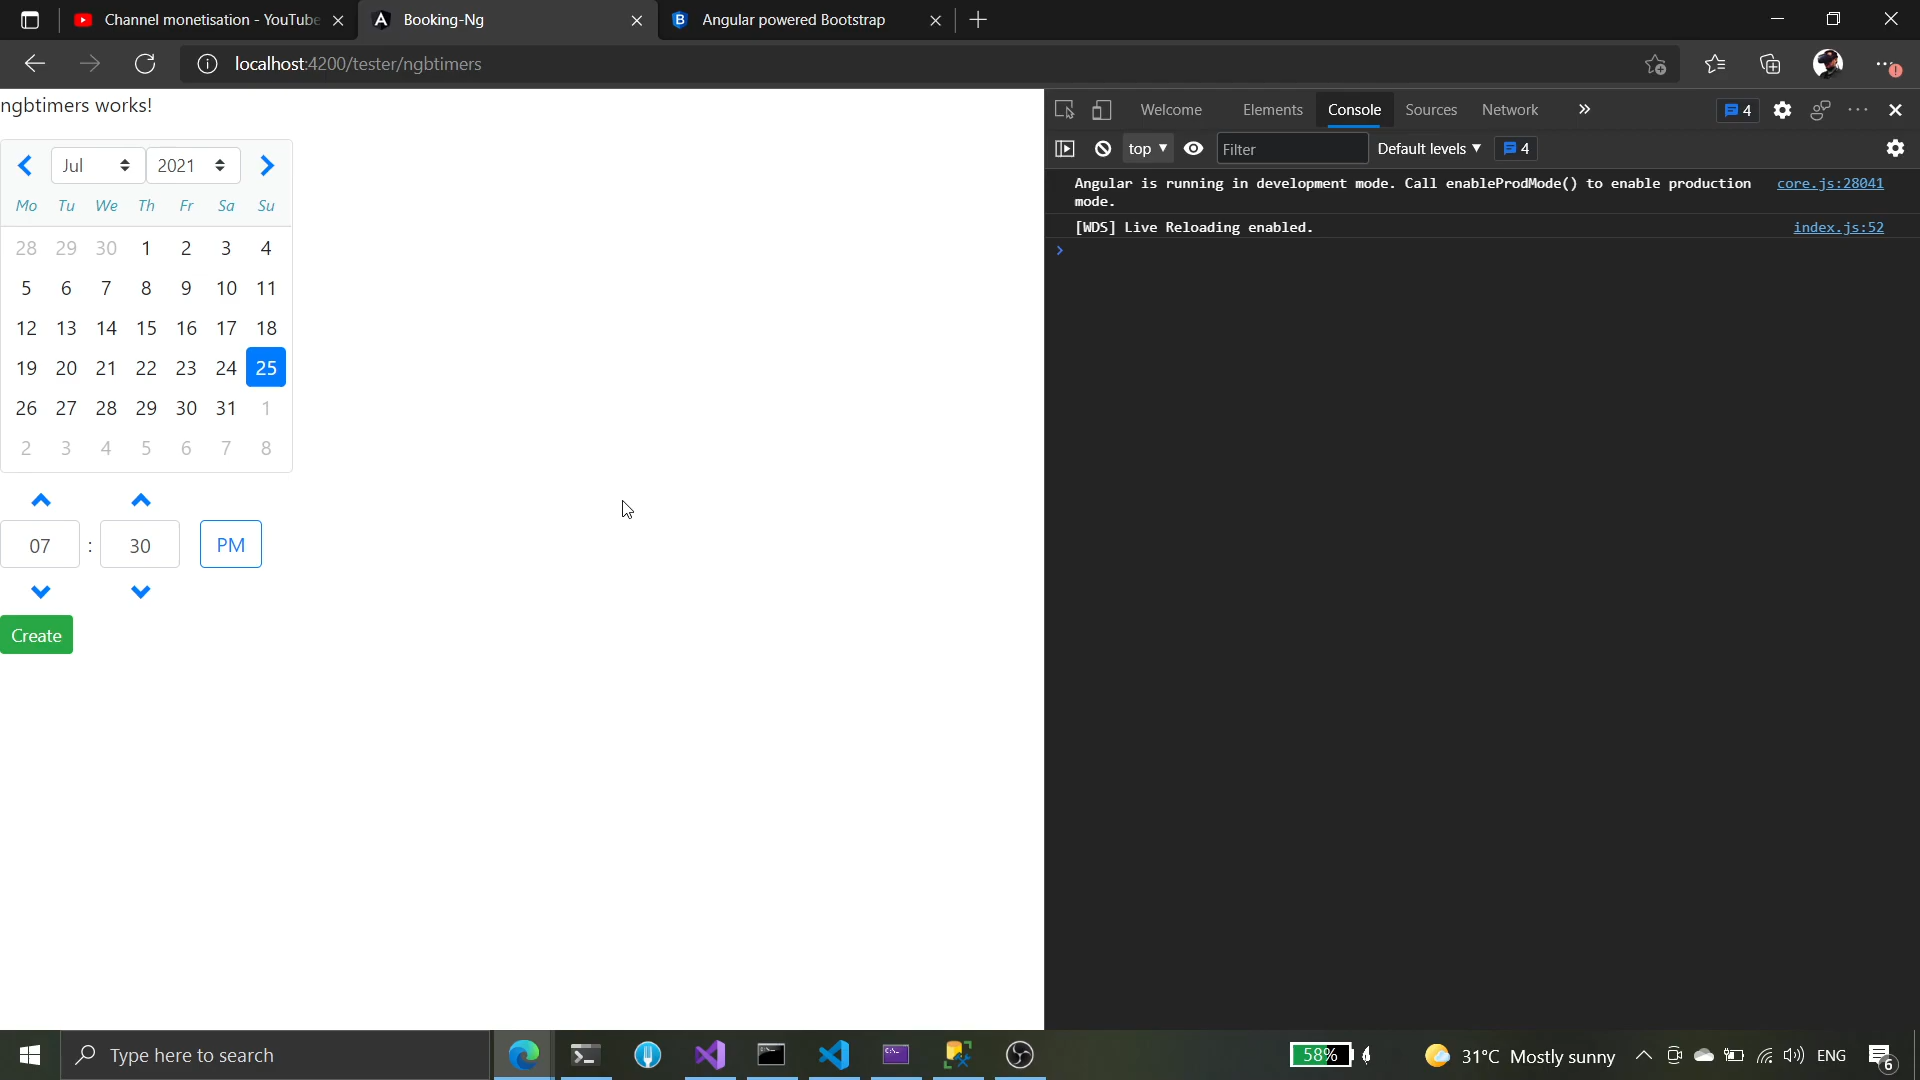 Channel monetisation - YouTube
Booking-Ng
Angular powered Bootstrap
localhost:4200/tester/ngbtimers
ngbtimers works!
Jul 2021
Mo Tu We Th Fr Sa Su
28 29 30 1 2 3 4
5 6 7 8 9 10 11
12 13 14 15 16 17 18
19 20 21 22 23 24 25
26 27 28 29 30 31 1
2 3 4 5 6 7 8
07 : 30 PM
Create
Welcome Elements Console Sources Network 4
top Filter Default levels 4
Angular is running in development mode. Call enableProdMode() to enable production core.js:28041
mode.
[WDS] Live Reloading enabled. index.js:52
Type here to search
58%
31°C Mostly sunny
ENG
6